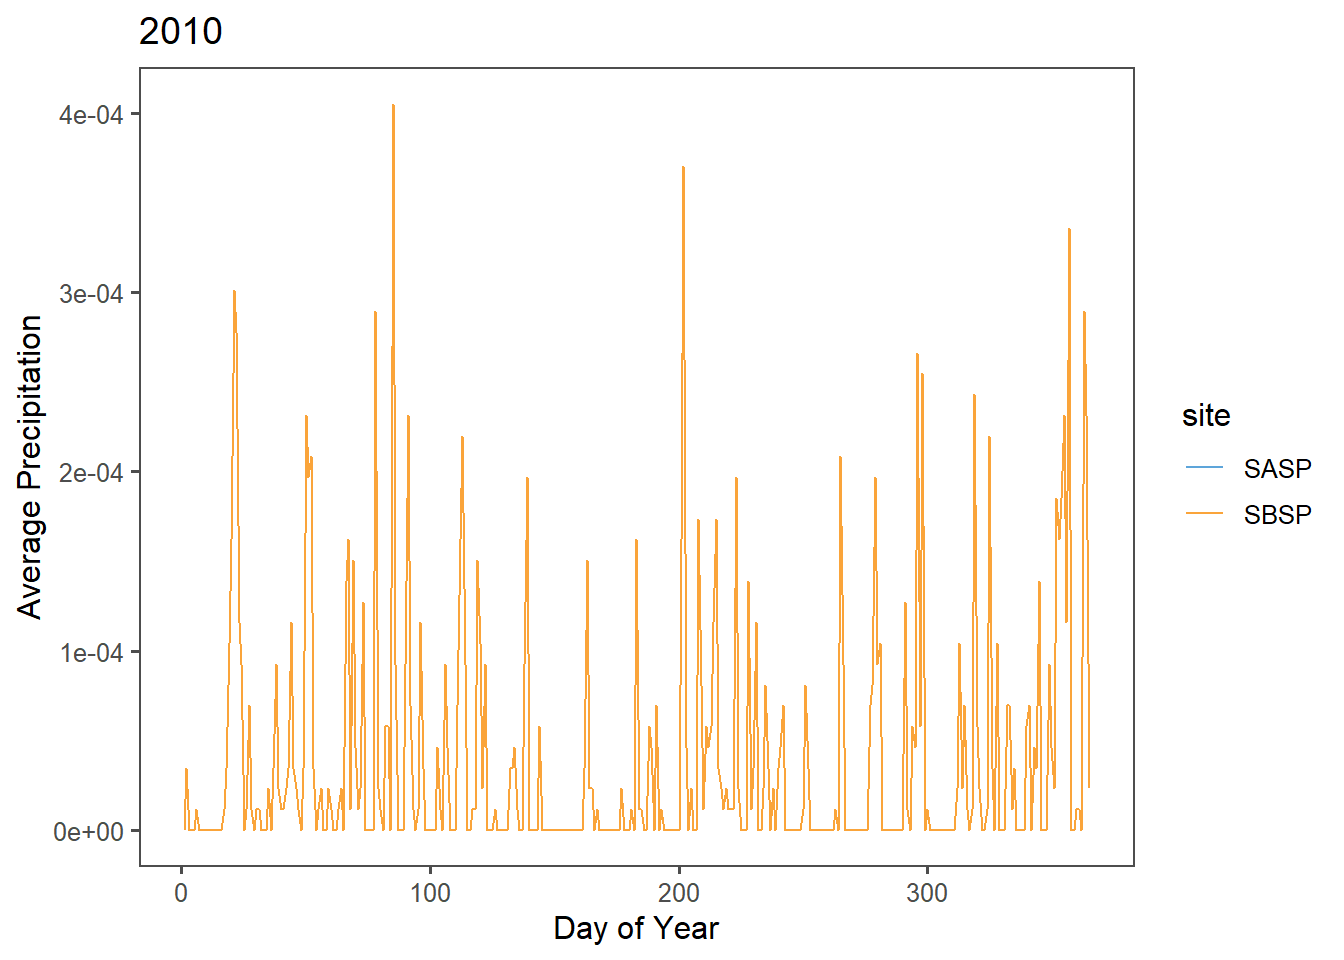 2010
4e-04
3e-04
2e-04
1e-04
0e+00
Average Precipitation
0 100 200 300
Day of Year
site
SASP
SBSP